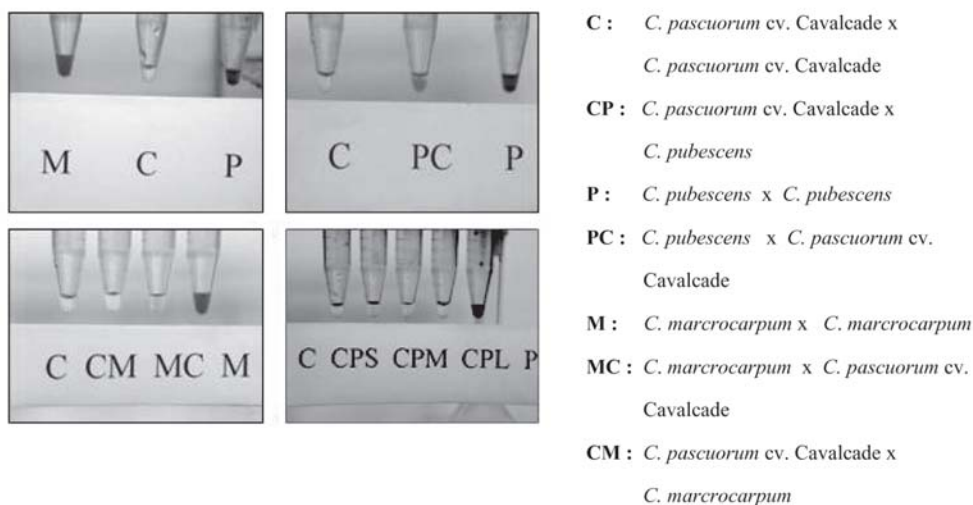 M C P
C PC P
C CM MC M
C CPS CPM CPL P
C : C. pascuorum cv. Cavalcade x
C. pascuorum cv. Cavalcade
CP : C. pascuorum cv. Cavalcade x
C. pubescens
P : C. pubescens x C. pubescens
PC : C. pubescens x C. pascuorum cv.
Cavalcade
M : C. marcrocarpum x C. marcrocarpum
MC : C. marcrocarpum x C. pascuorum cv.
Cavalcade
CM : C. pascuorum cv. Cavalcade x
C. marcrocarpum